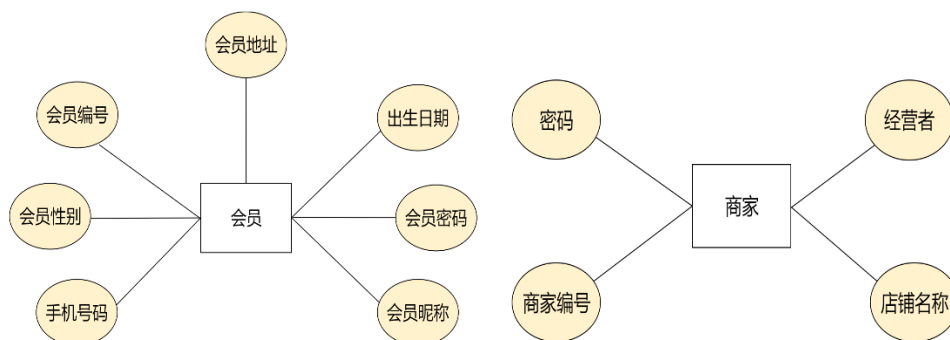 会员地址
会员编号
出生日期
会员性别
会员
会员密码
手机号码
会员昵称
密码
经营者
商家
商家编号
店铺名称